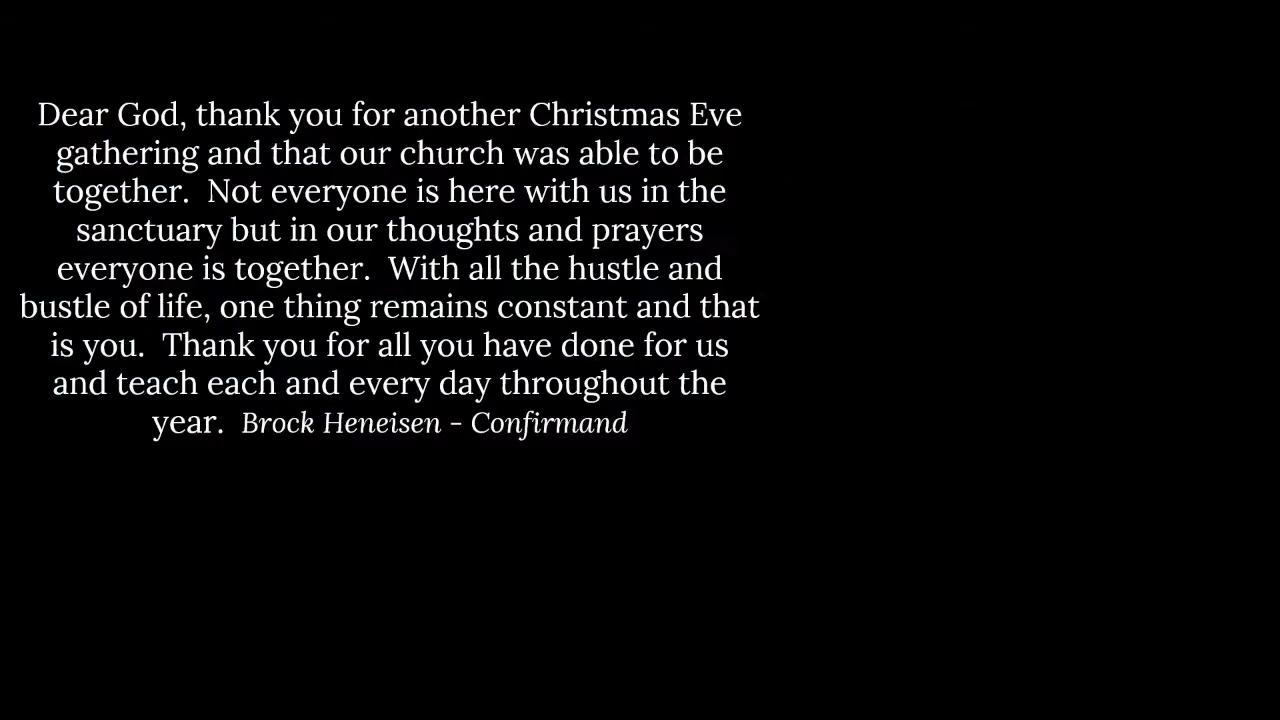 Dear God, thank you for another Christmas Eve
gathering and that our church was able to be
together.  Not everyone is here with us in the
sanctuary but in our thoughts and prayers
everyone is together.  With all the hustle and
bustle of life, one thing remains constant and that
is you.  Thank you for all you have done for us
and teach each and every day throughout the
year.  Brock Heneisen - Confirmand